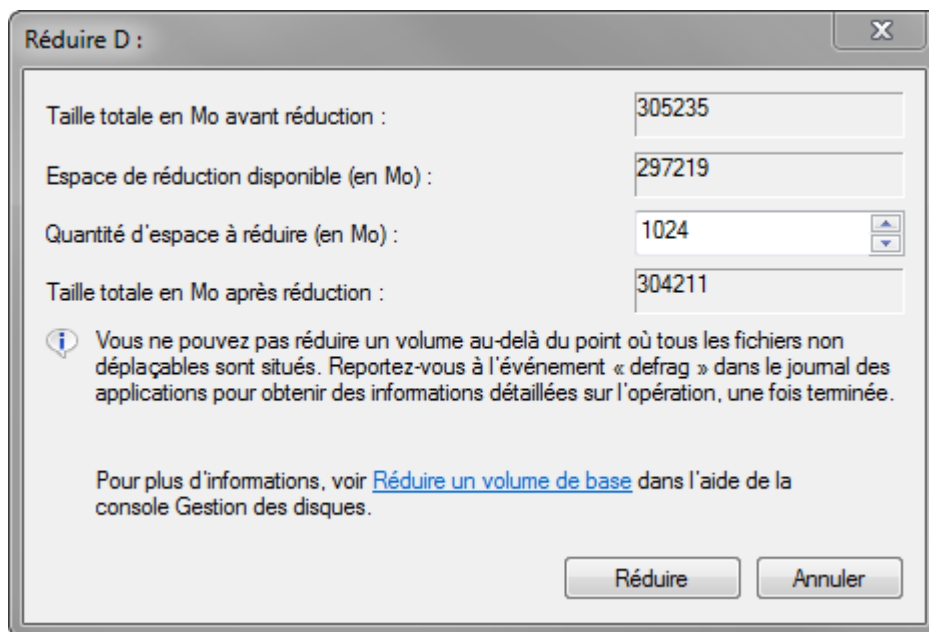 Réduire D :
Taille totale en Mo avant réduction : 305235
Espace de réduction disponible (en Mo) : 297219
Quantité d'espace à réduire (en Mo) : 1024
Taille totale en Mo après réduction : 304211
Vous ne pouvez pas réduire un volume au-delà du point où tous les fichiers non
déplaçables sont situés. Reportez-vous à l'événement « defrag » dans le journal des
applications pour obtenir des informations détaillées sur l'opération, une fois terminée.
Pour plus d'informations, voir Réduire un volume de base dans l'aide de la
console Gestion des disques.
Réduire Annuler